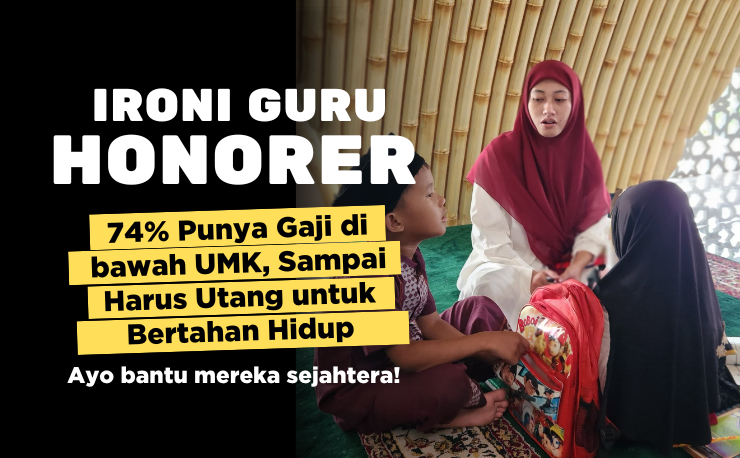 IRONI GURU
HONORER
74% Punya Gaji di
bawah UMK, Sampai
Harus Utang untuk
Bertahan Hidup
Ayo bantu mereka sejahtera!